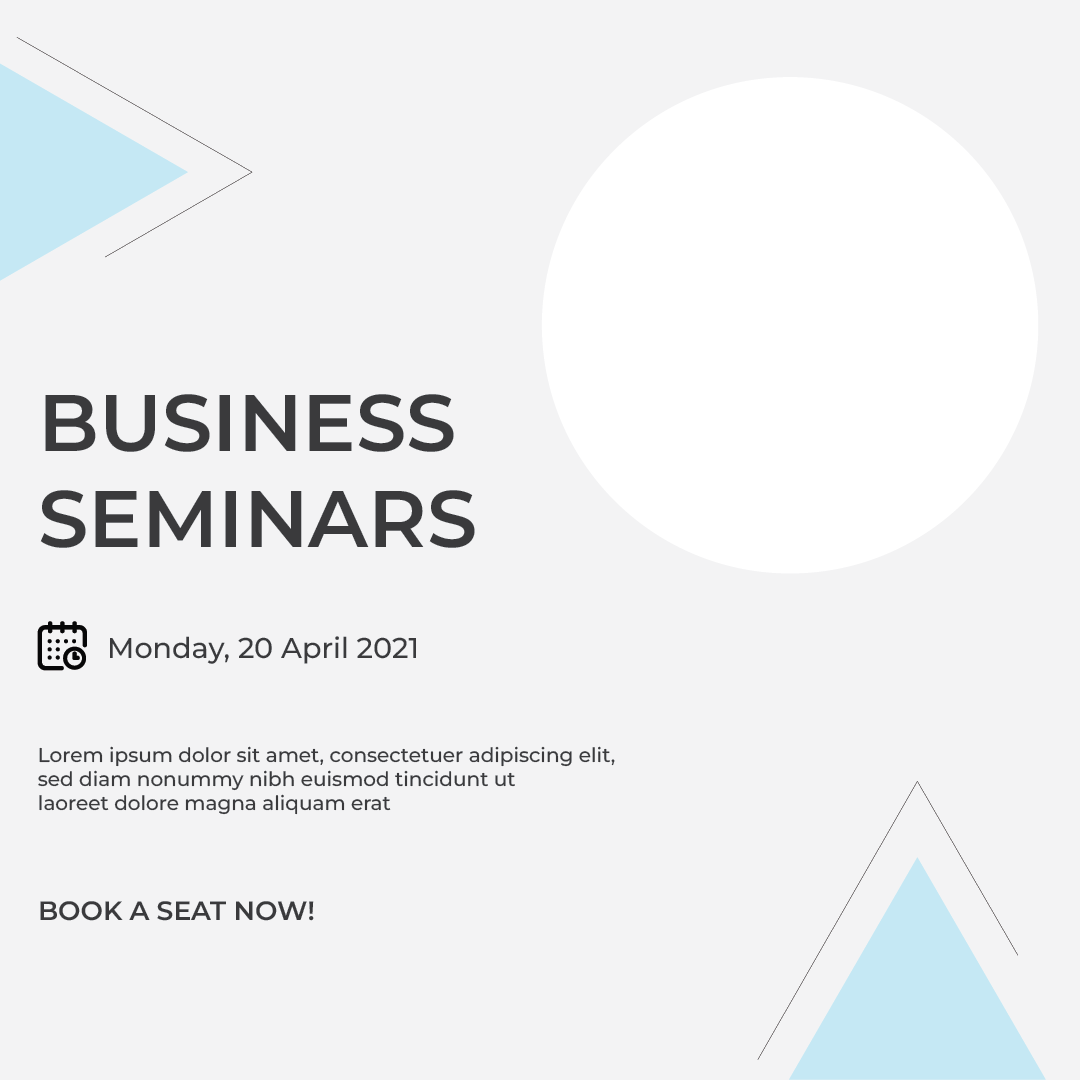 BUSINESS
SEMINARS
Monday, 20 April 2021
Lorem ipsum dolor sit amet, consectetuer adipiscing elit,
sed diam nonummy nibh euismod tincidunt ut
laoreet dolore magna aliquam erat
BOOK A SEAT NOW!